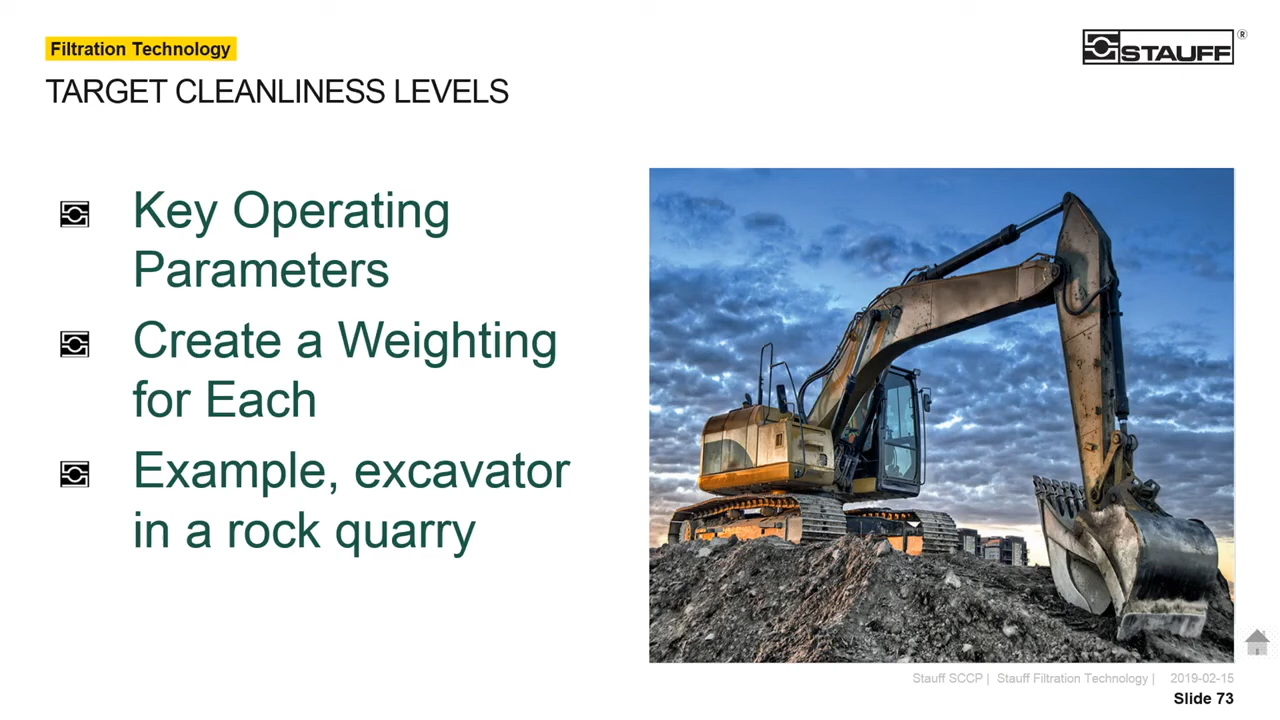 Filtration Technology
STAUFF®
TARGET CLEANLINESS LEVELS
Key Operating
Parameters
Create a Weighting
for Each
Example, excavator
in a rock quarry
Stauff SCCP | Stauff Filtration Technology | 2019-02-15
Slide 73